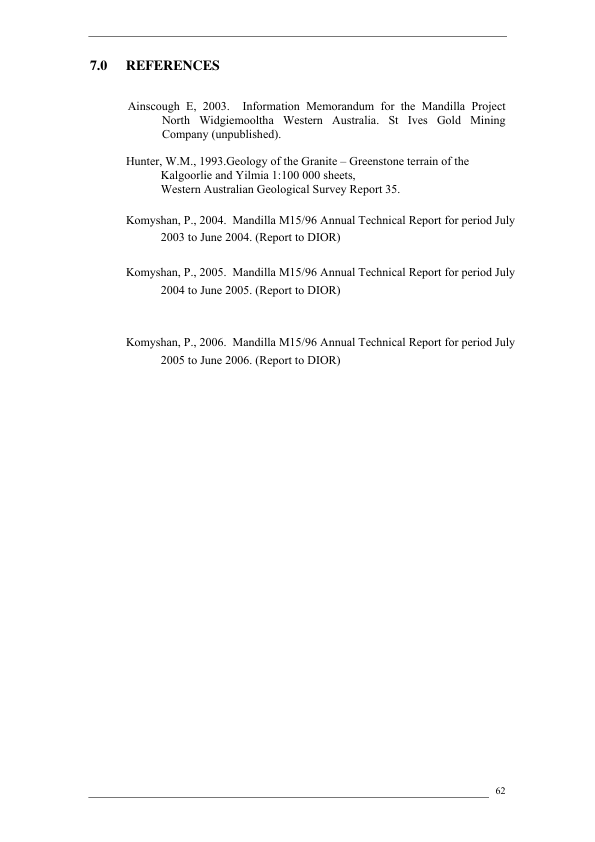 7.0 REFERENCES
Ainscough E, 2003. Information Memorandum for the Mandilla Project
North Widgiemooltha Western Australia. St Ives Gold Mining
Company (unpublished).
Hunter, W.M., 1993.Geology of the Granite – Greenstone terrain of the
Kalgoorlie and Yilmia 1:100 000 sheets,
Western Australian Geological Survey Report 35.
Komyshan, P., 2004. Mandilla M15/96 Annual Technical Report for period July
2003 to June 2004. (Report to DIOR)
Komyshan, P., 2005. Mandilla M15/96 Annual Technical Report for period July
2004 to June 2005. (Report to DIOR)
Komyshan, P., 2006. Mandilla M15/96 Annual Technical Report for period July
2005 to June 2006. (Report to DIOR)
62